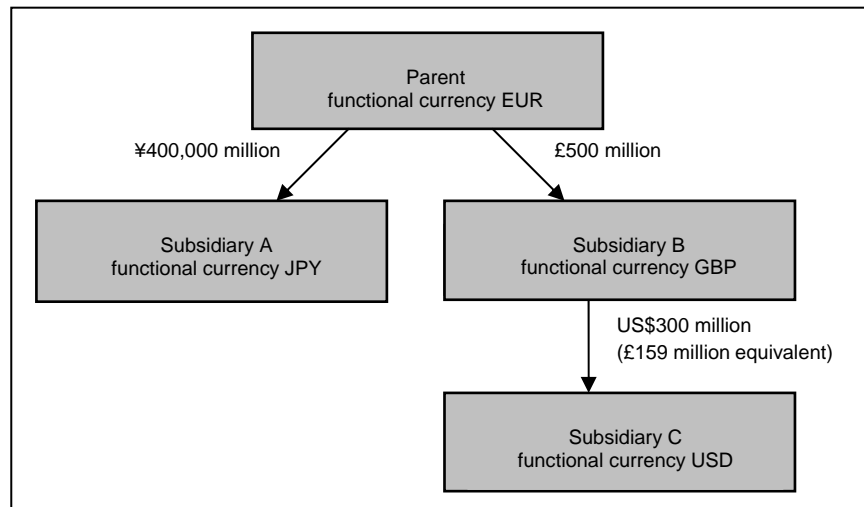 Parent
functional currency EUR
¥400,000 million
£500 million
Subsidiary A
functional currency JPY
Subsidiary B
functional currency GBP
US$300 million
(£159 million equivalent)
Subsidiary C
functional currency USD